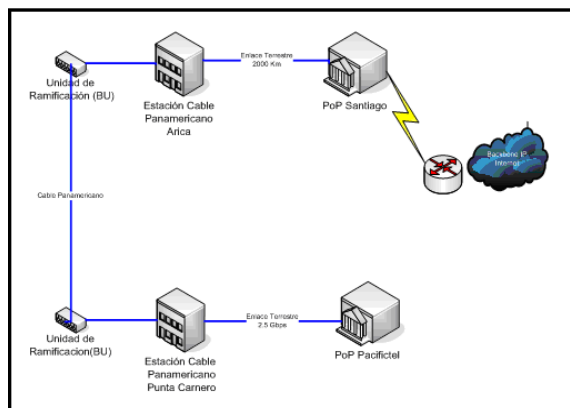 Enlace Terrestre
2000 Km
Unidad de
Ramificación (BU)
Estación Cable
Panamericano
Arica
PoP Santiago
Backbone IP
Internet
Cable Panamericano
Enlace Terrestre
2.5 Gbps
Unidad de
Ramificacion(BU)
Estación Cable
Panamericano
Punta Carnero
PoP Pacifictel